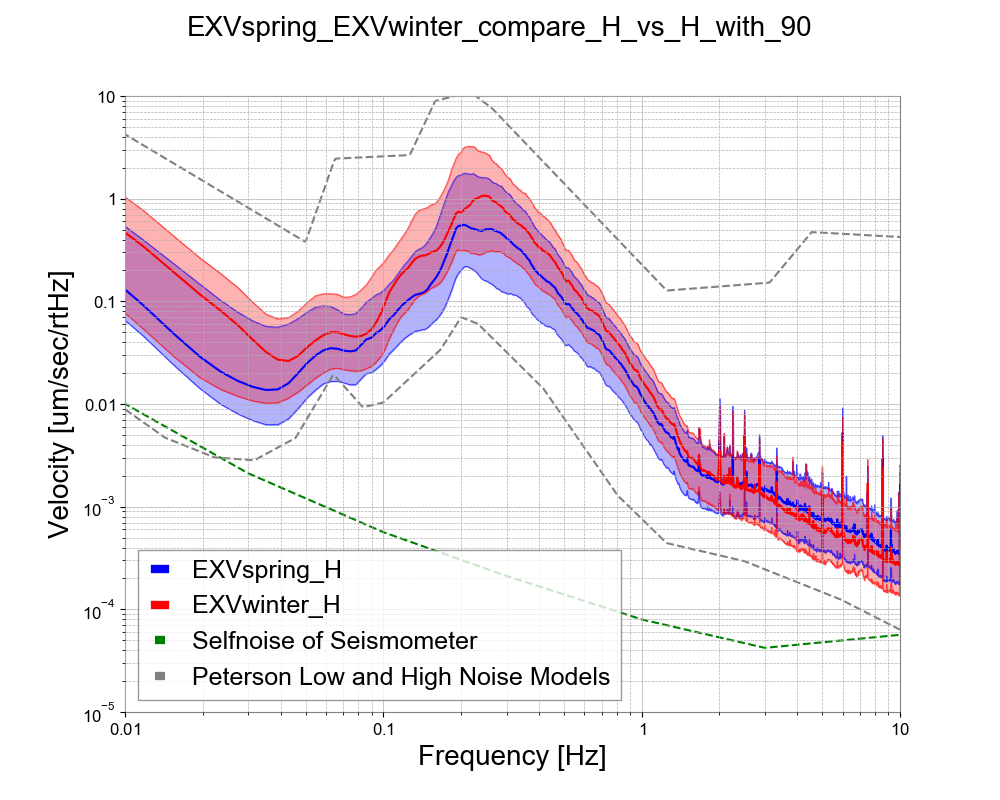 EXVspring_EXVwinter_compare_H_vs_H_with_90
10
1
0.1
0.01
10⁻³
10⁻⁴
10⁻⁵
Velocity [um/sec/rtHz]
EXVspring_H
EXVwinter_H
Selfnoise of Seismometer
Peterson Low and High Noise Models
0.01 0.1 1 10
Frequency [Hz]